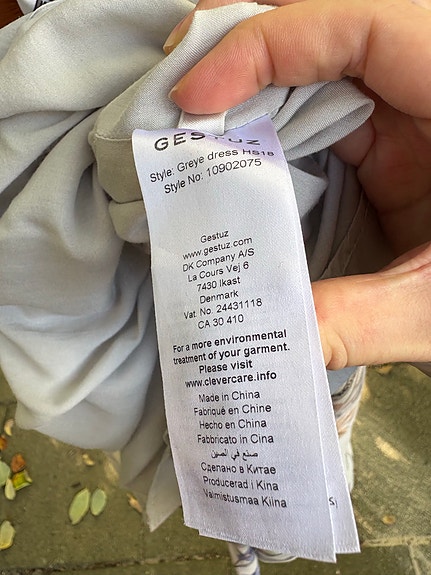 GESTUZ
Style: Greye dress HS18
Style No: 10902075
Gestuz
www.gestuz.com
DK Company A/S
La Cours Vej 6
7430 Ikast
Denmark
Vat. No. 24431118
CA 30 410
For a more environmental
treatment of your garment.
Please visit
www.clevercare.info
Made in China
Fabriqué en Chine
Hecho en China
Fabbricato in Cina
صنع في الصين
Сделано в Китае
Producerad i Kina
Valmistusmaa Kiina